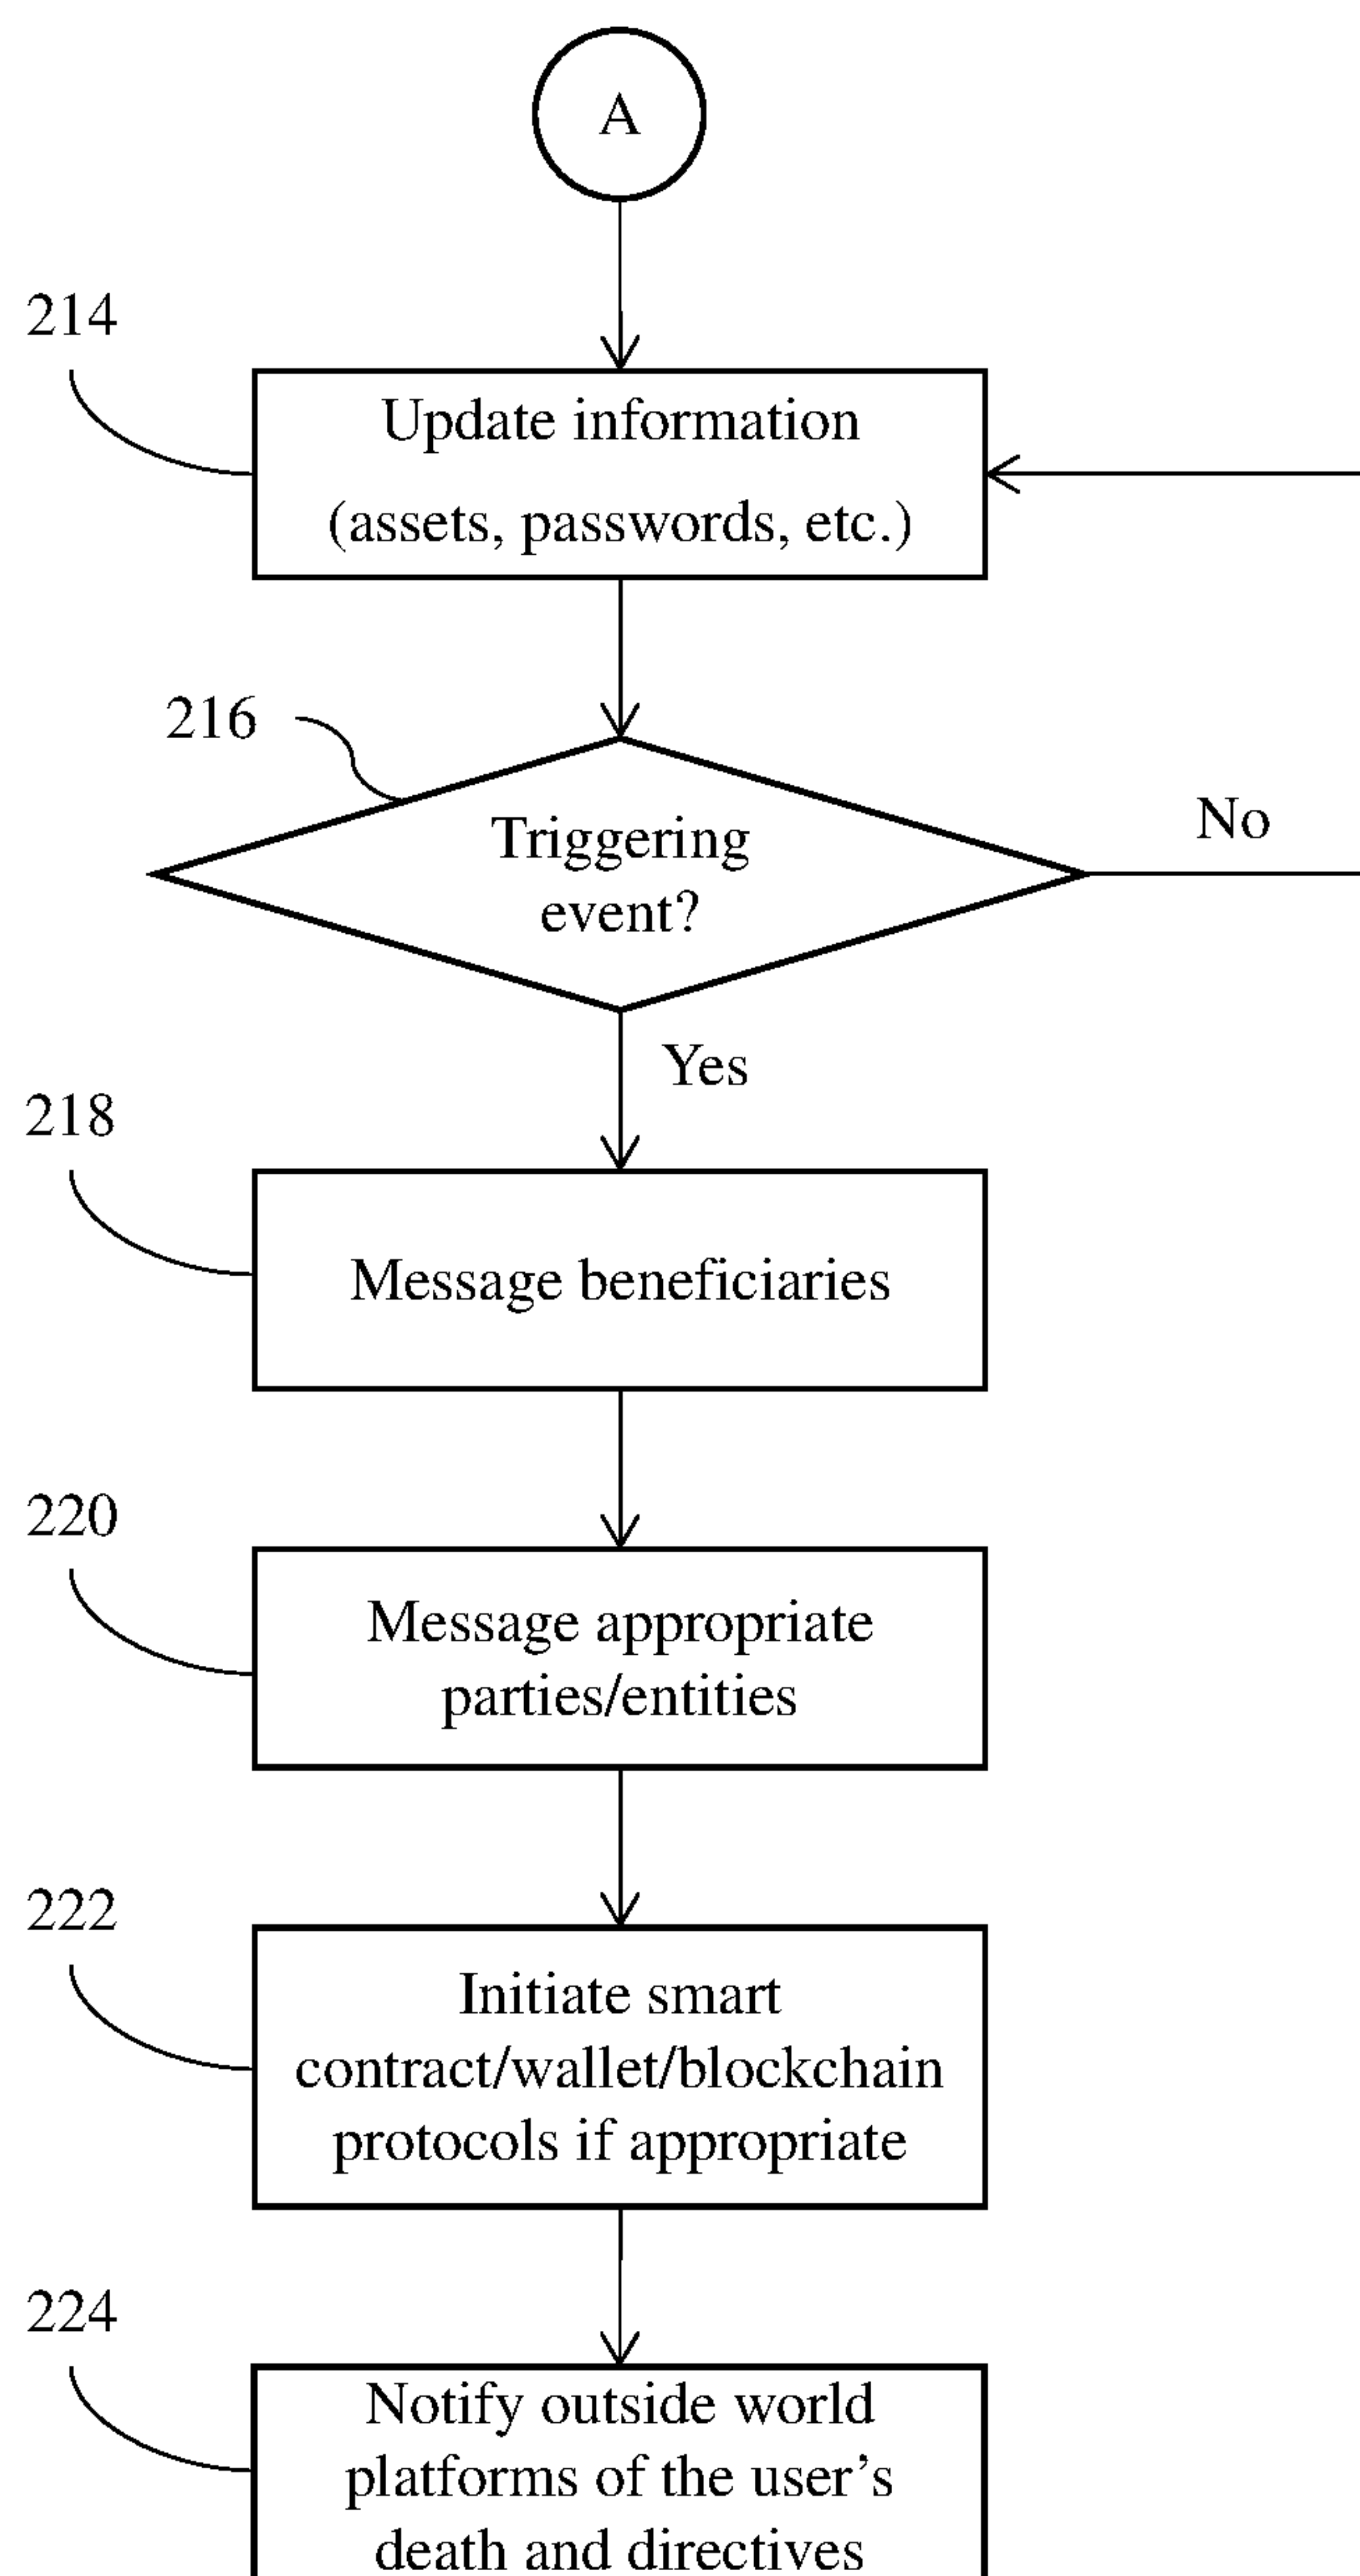 A
214
Update information
(assets, passwords, etc.)
216
Triggering
event?
No
Yes
218
Message beneficiaries
220
Message appropriate
parties/entities
222
Initiate smart
contract/wallet/blockchain
protocols if appropriate
224
Notify outside world
platforms of the user’s
death and directives